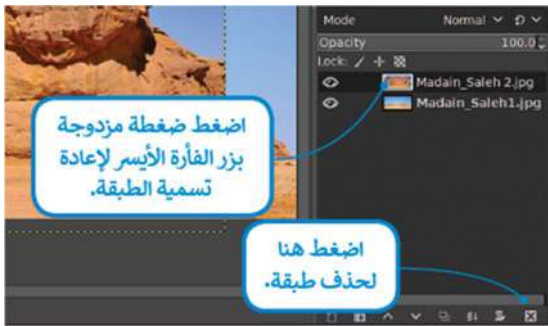 Mode Normal
Opacity 100.0
Lock:
Madain_Saleh 2.jpg
Madain_Saleh1.jpg
اضغط ضغطة مزدوجة
بزر الفأرة الأيسر لإعادة
تسمية الطبقة.
اضغط هنا
لحذف طبقة.